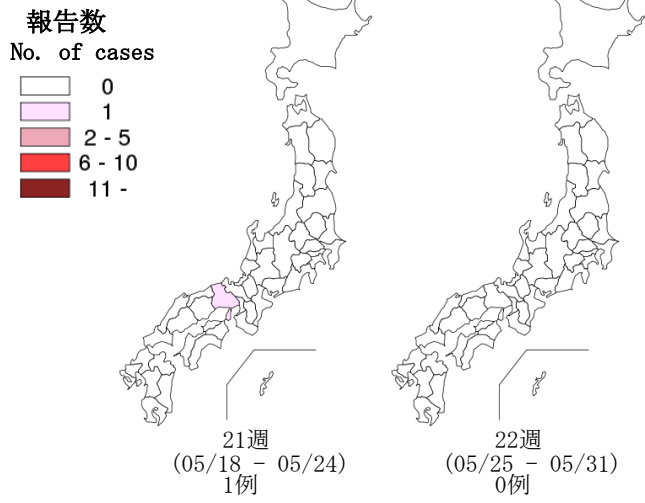 報告数
No. of cases
0
1
2 - 5
6 - 10
11 -
21週
(05/18 - 05/24)
1例
22週
(05/25 - 05/31)
0例